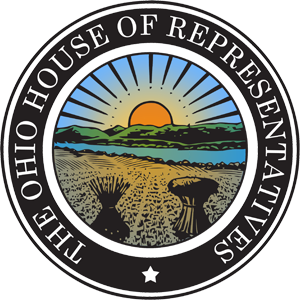 THE OHIO HOUSE OF REPRESENTATIVES